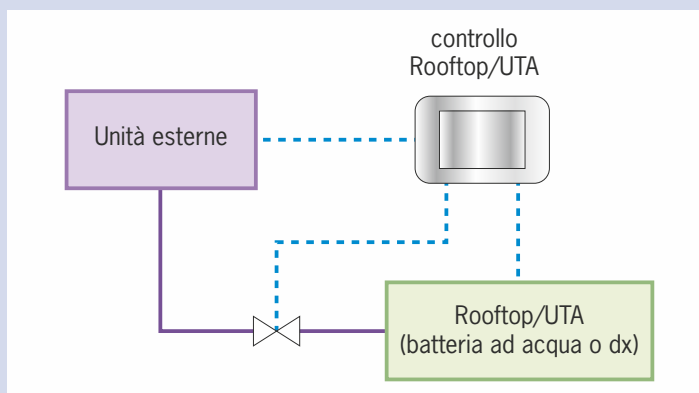 controllo
Rooftop/UTA
Unità esterne
Rooftop/UTA
(batteria ad acqua o dx)